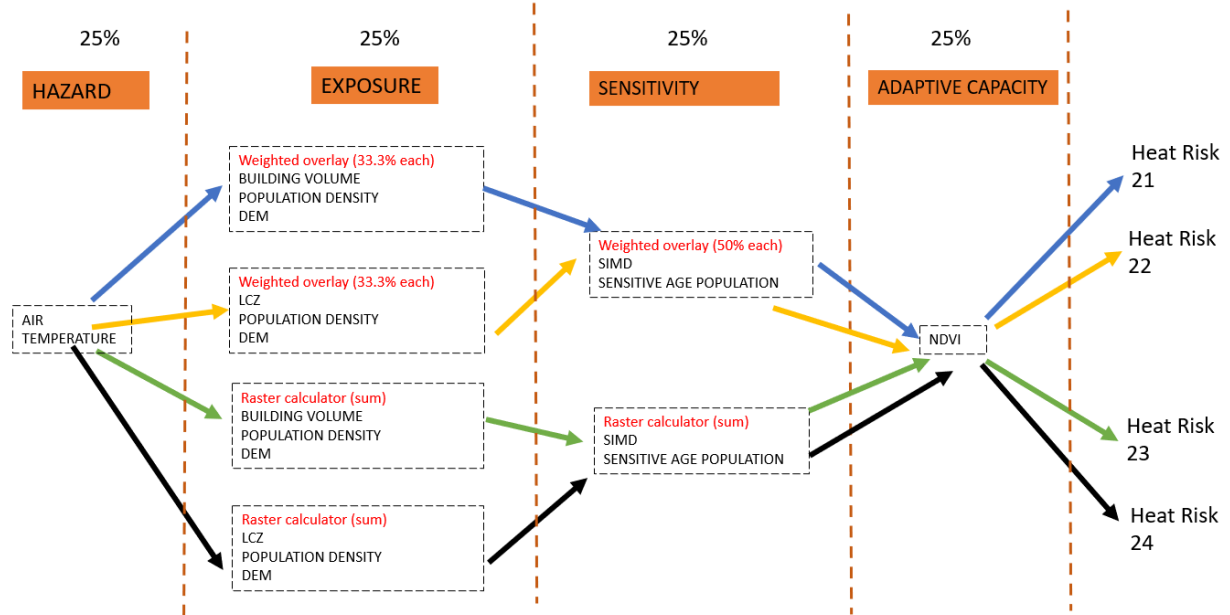 25%
25%
25%
25%
HAZARD
EXPOSURE
SENSITIVITY
ADAPTIVE CAPACITY
AIR
TEMPERATURE
Weighted overlay (33.3% each)
BUILDING VOLUME
POPULATION DENSITY
DEM
Weighted overlay (33.3% each)
LCZ
POPULATION DENSITY
DEM
Raster calculator (sum)
BUILDING VOLUME
POPULATION DENSITY
DEM
Raster calculator (sum)
LCZ
POPULATION DENSITY
DEM
Weighted overlay (50% each)
SIMD
SENSITIVE AGE POPULATION
Raster calculator (sum)
SIMD
SENSITIVE AGE POPULATION
NDVI
Heat Risk
21
Heat Risk
22
Heat Risk
23
Heat Risk
24